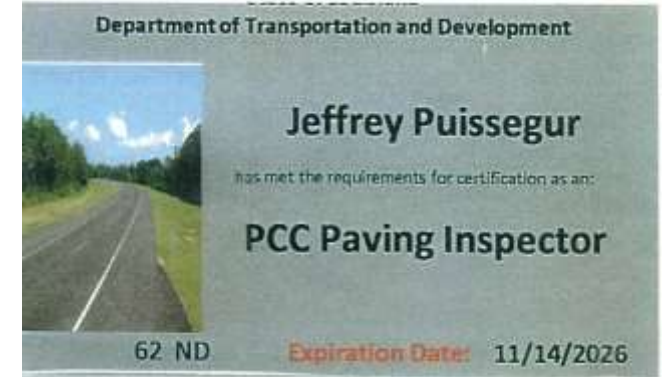 Department of Transportation and Development
Jeffrey Puissegur
has met the requirements for certification as an:
PCC Paving Inspector
62 ND
Expiration Date: 11/14/2026